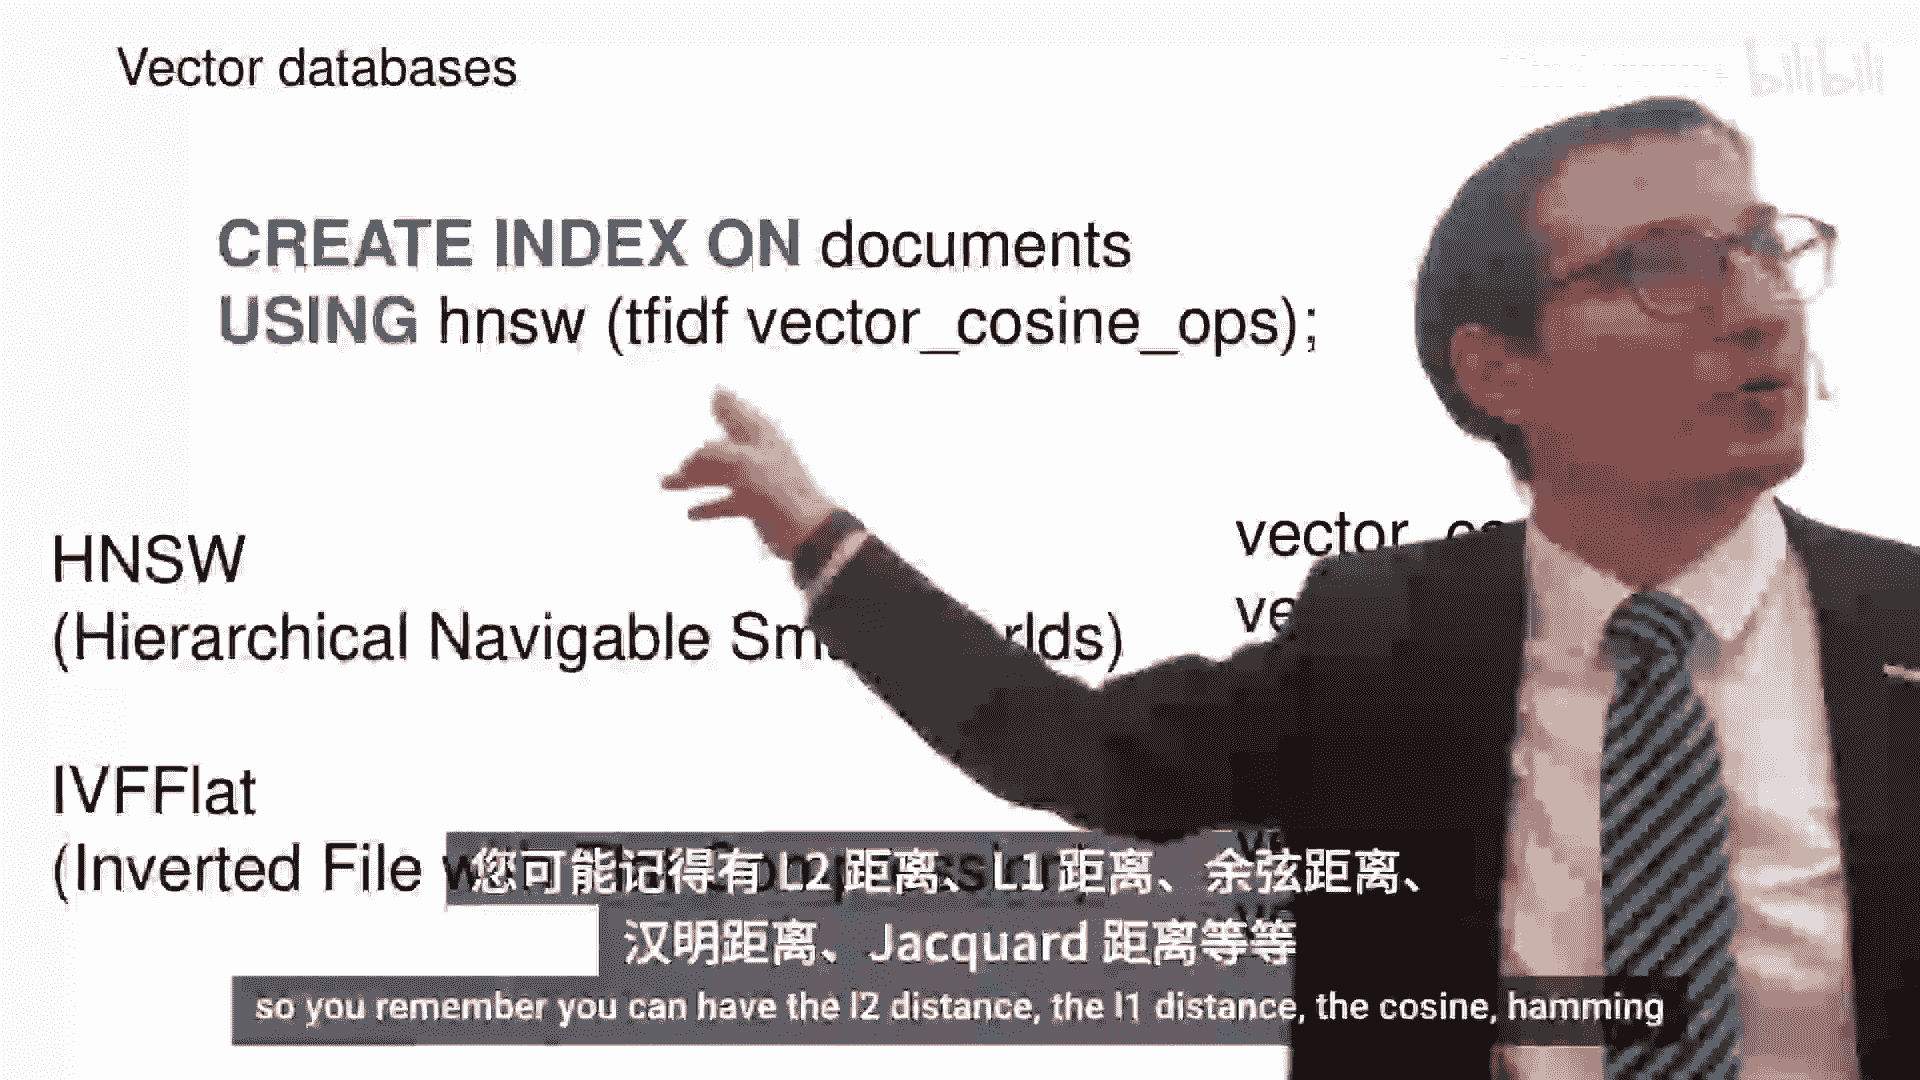 bilibili
Vector databases
CREATE INDEX ON documents
USING hnsw (tfidf vector_cosine_ops);
HNSW
(Hierarchical Navigable
vector
IVFFlat
(Inverted File
您可能记得有 L2 距离、L1 距离、余弦距离、
汉明距离、Jacquard 距离等等
so you remember you can have the l2 distance, the l1 distance, the cosine, hamming